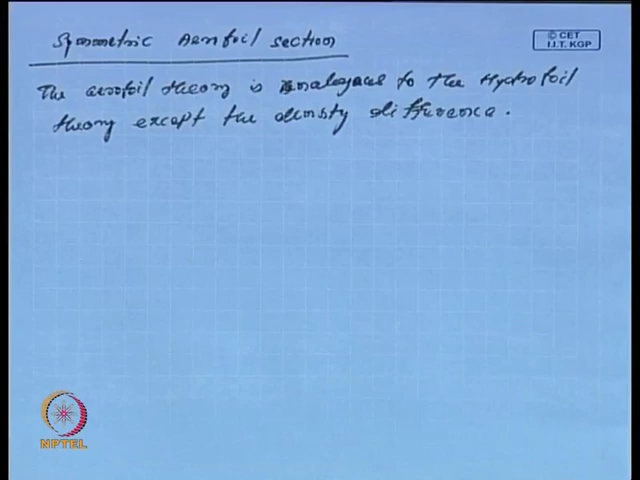 Symmetric Aerofoil section
© CET
I.I.T. KGP
The aerofoil theory is analogous to the Hydrofoil
theory except the density difference.
NPTEL